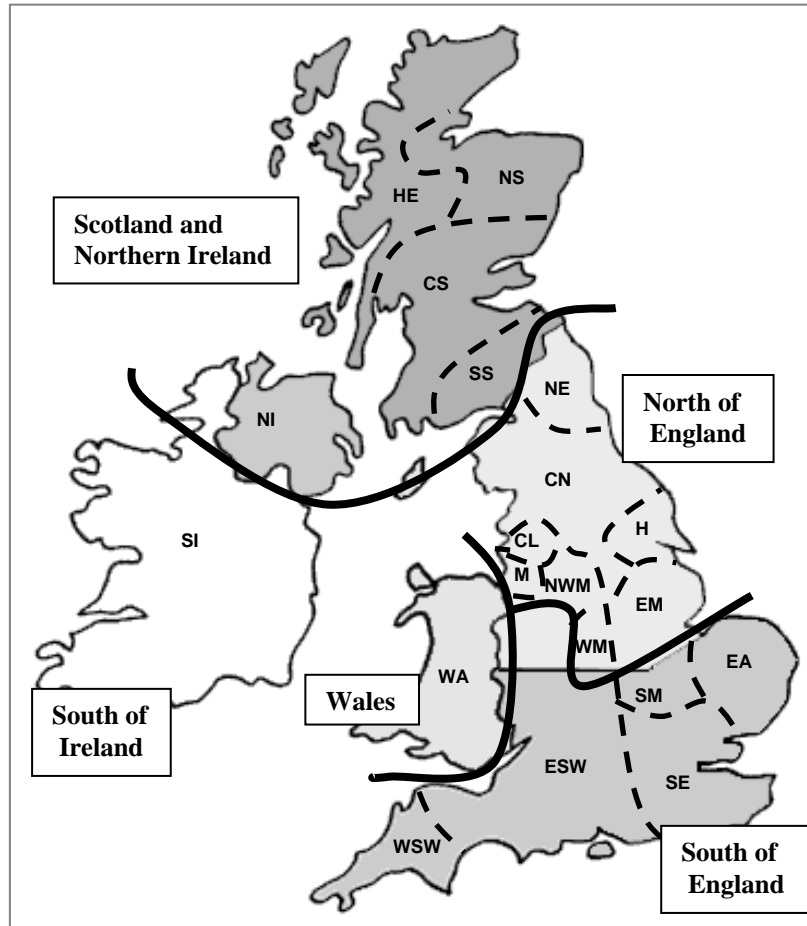 NS
HE
Scotland and
Northern Ireland
CS
SS
NE
North of
England
NI
CN
SI
CL
H
M
NWM
EM
WM
EA
WA
SM
Wales
South of
Ireland
ESW
SE
WSW
South of
England